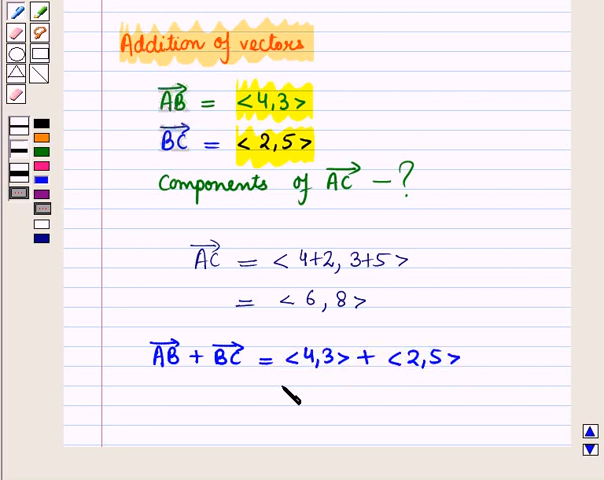 Addition of vectors
AB = <4,3>
BC = <2,5>
Components of AC - ?
AC = <4+2, 3+5>
= <6,8>
AB + BC = <4,3> + <2,5>